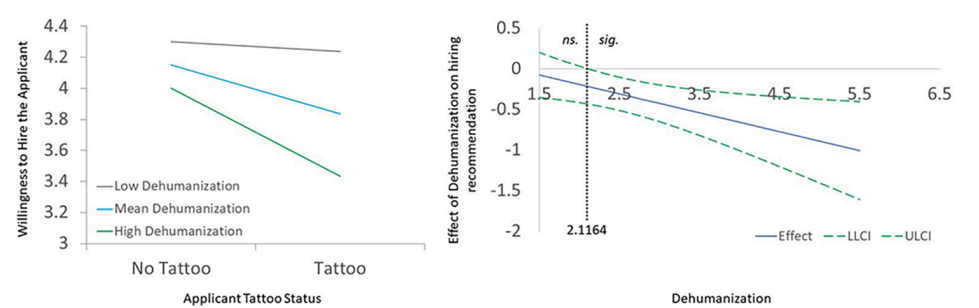 Willingness to Hire the Applicant
4.4
4.2
4
3.8
3.6
3.4
3.2
3
Low Dehumanization
Mean Dehumanization
High Dehumanization
No Tattoo
Tattoo
Applicant Tattoo Status
Effect of Dehumanization on hiring
recommendation
0.5
0
-0.5
-1
-1.5
-2
ns. sig.
1.5 2.5 3.5 4.5 5.5 6.5
2.1164
Effect LLCI ULCI
Dehumanization